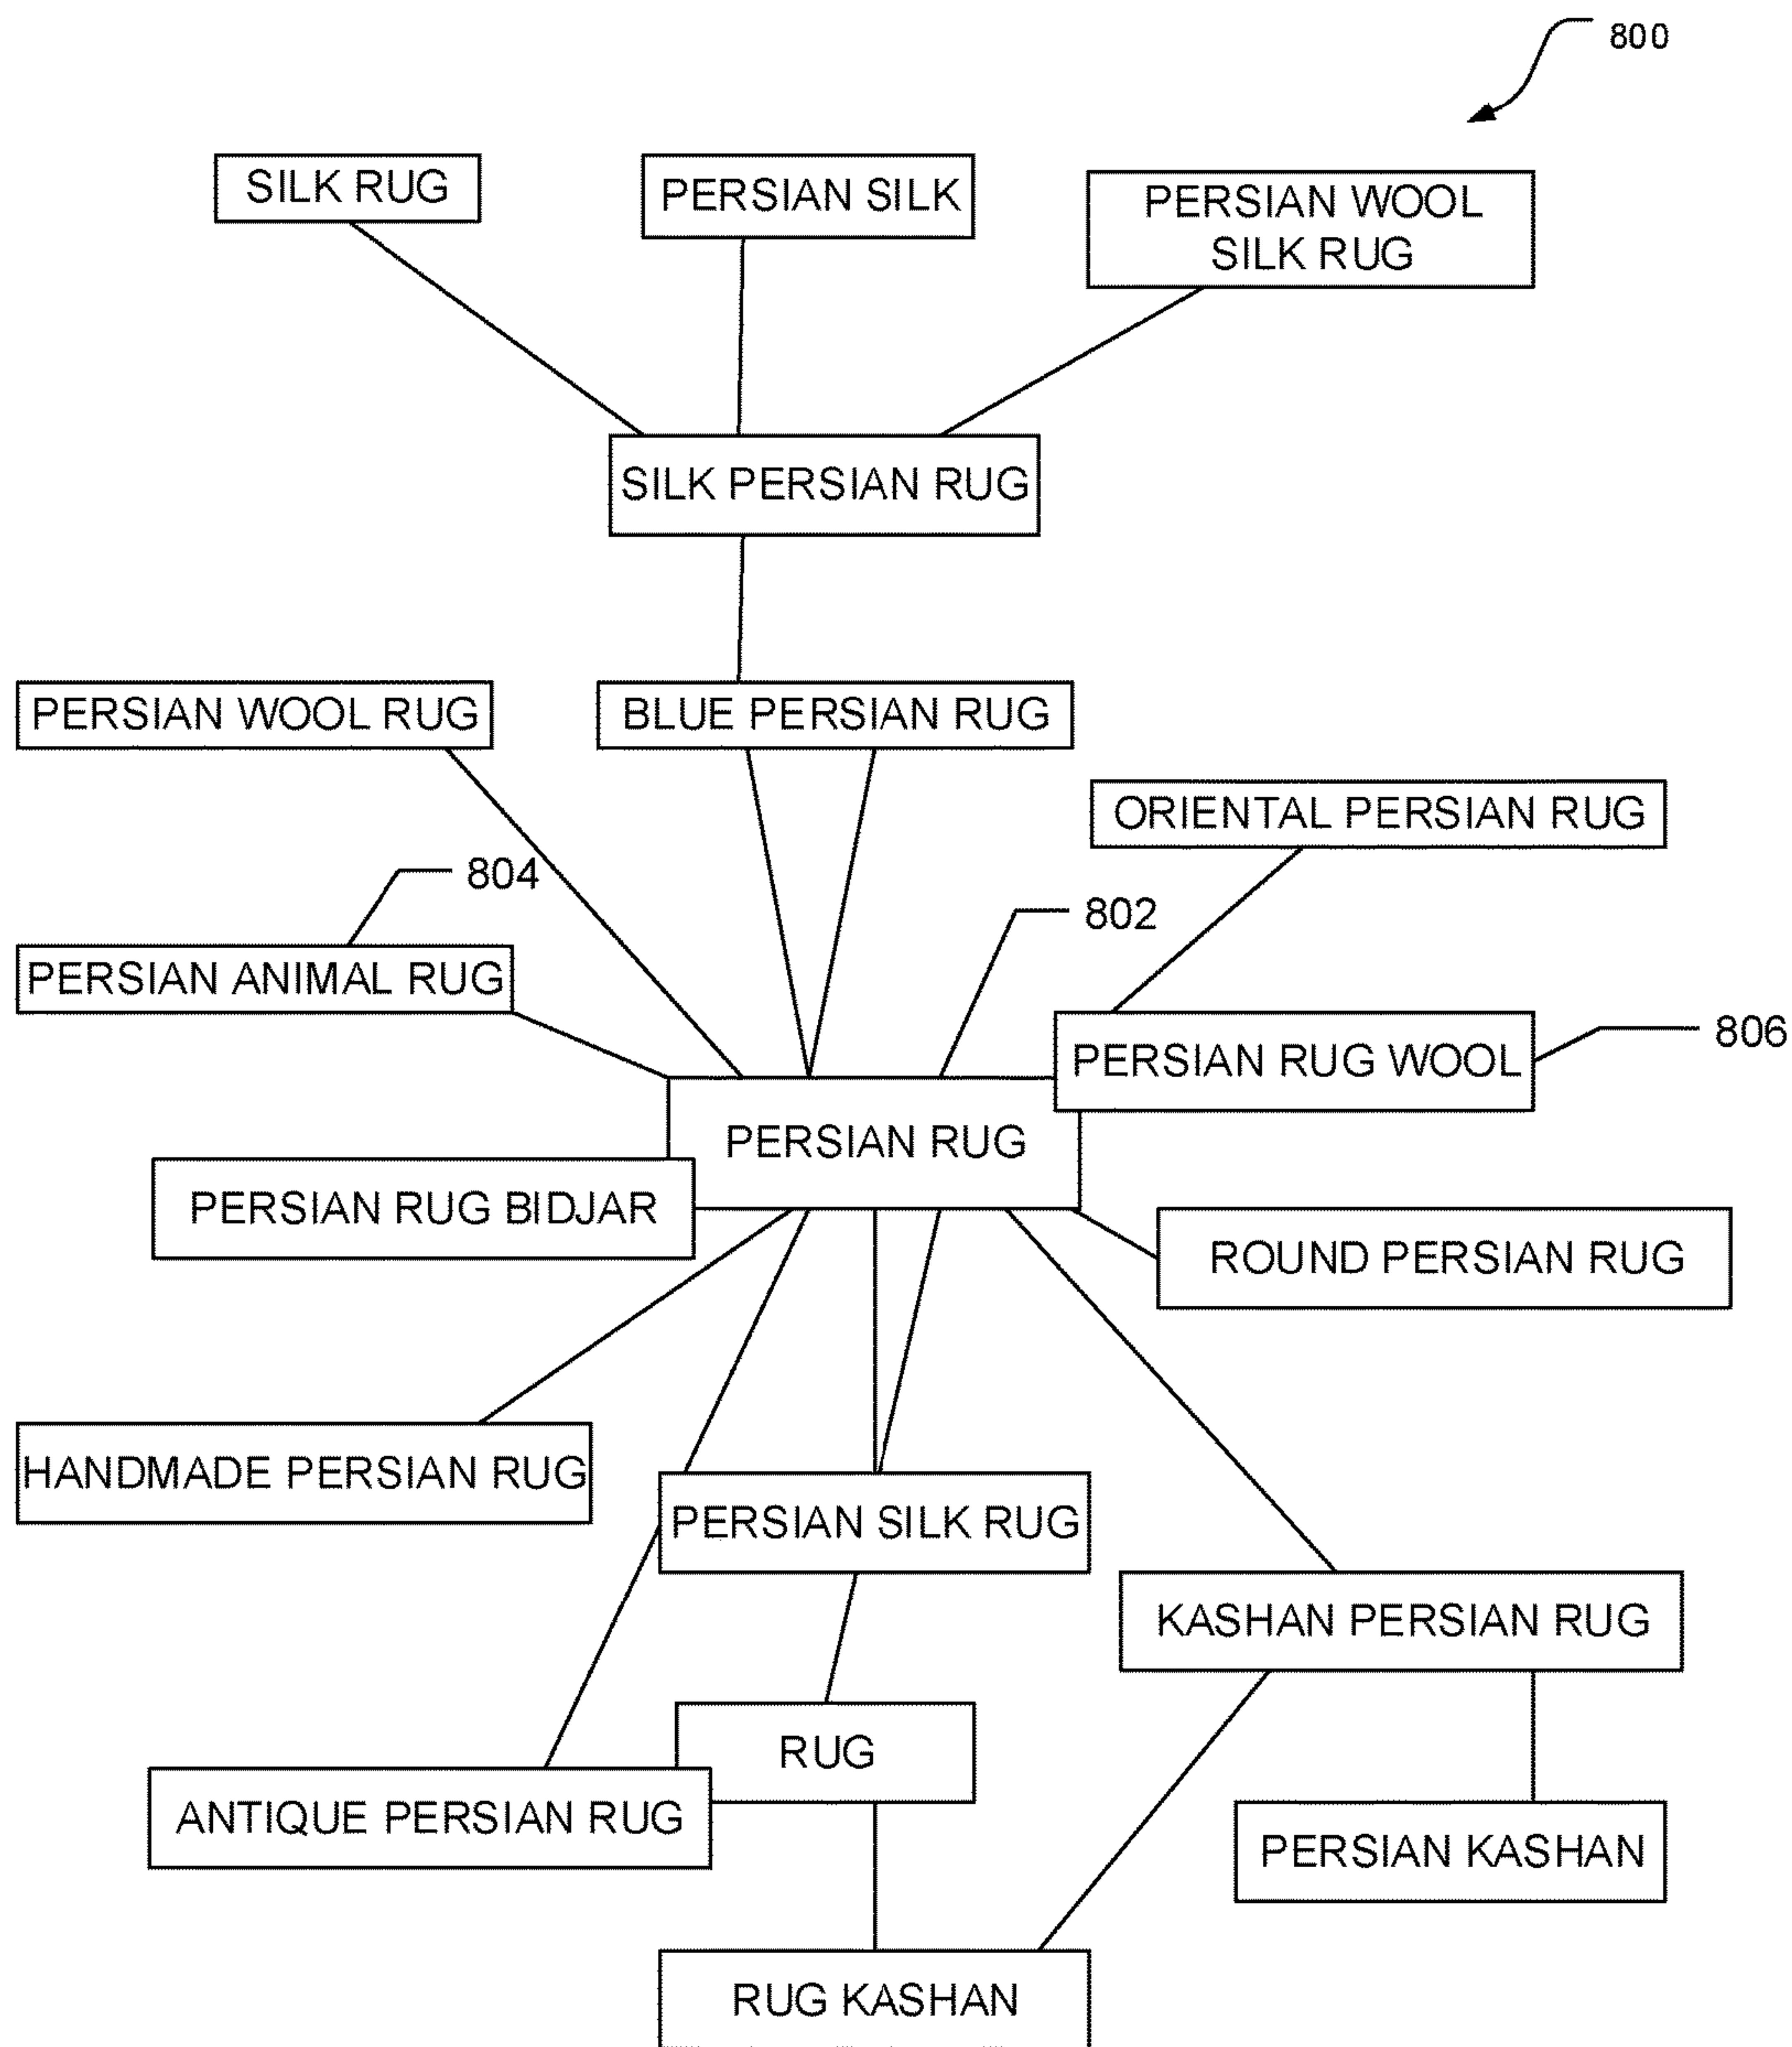 800
SILK RUG
PERSIAN SILK
PERSIAN WOOL
SILK RUG
SILK PERSIAN RUG
PERSIAN WOOL RUG
BLUE PERSIAN RUG
ORIENTAL PERSIAN RUG
804
802
PERSIAN ANIMAL RUG
PERSIAN RUG WOOL
806
PERSIAN RUG
PERSIAN RUG BIDJAR
ROUND PERSIAN RUG
HANDMADE PERSIAN RUG
PERSIAN SILK RUG
KASHAN PERSIAN RUG
RUG
ANTIQUE PERSIAN RUG
PERSIAN KASHAN
RUG KASHAN